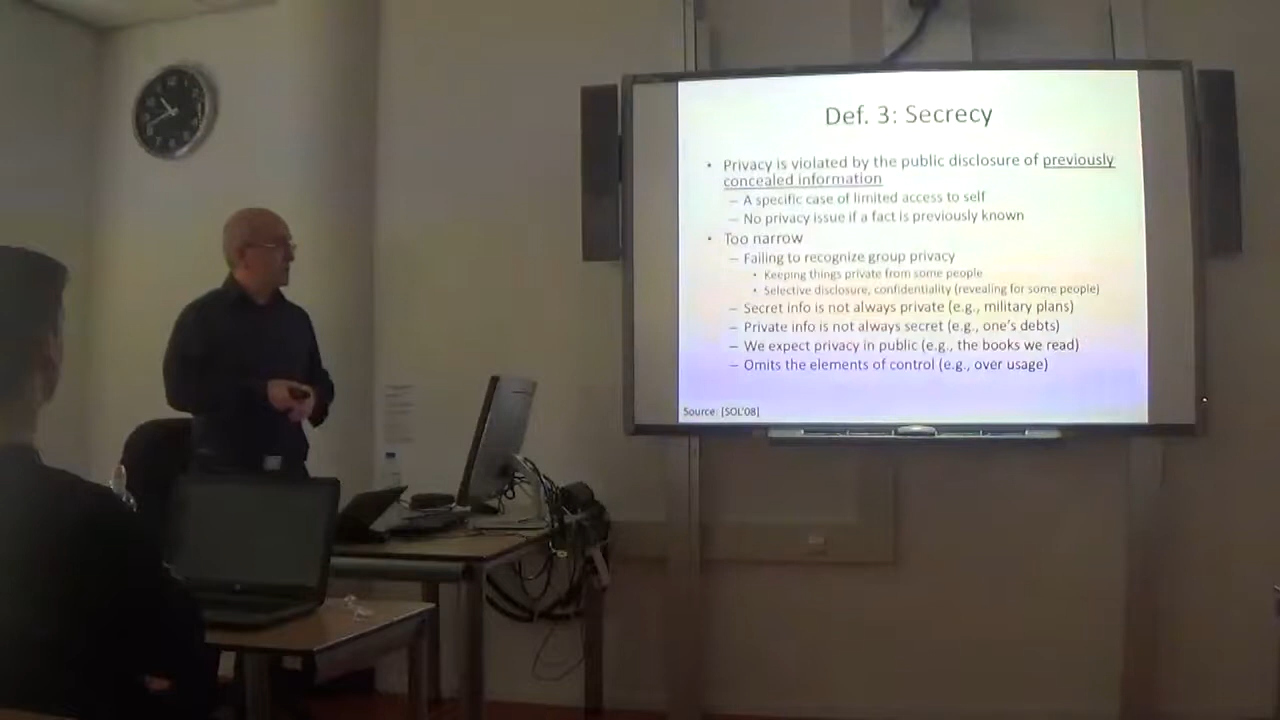 Def. 3: Secrecy
• Privacy is violated by the public disclosure of previously
concealed information
– A specific case of limited access to self
– No privacy issue if a fact is previously known
• Too narrow
– Failing to recognize group privacy
• Keeping things private from some people
• Selective disclosure, confidentiality (revealing for some people)
– Secret info is not always private (e.g., military plans)
– Private info is not always secret (e.g., one's debts)
– We expect privacy in public (e.g., the books we read)
– Omits the elements of control (e.g., over usage)
Source: [SOL'08]